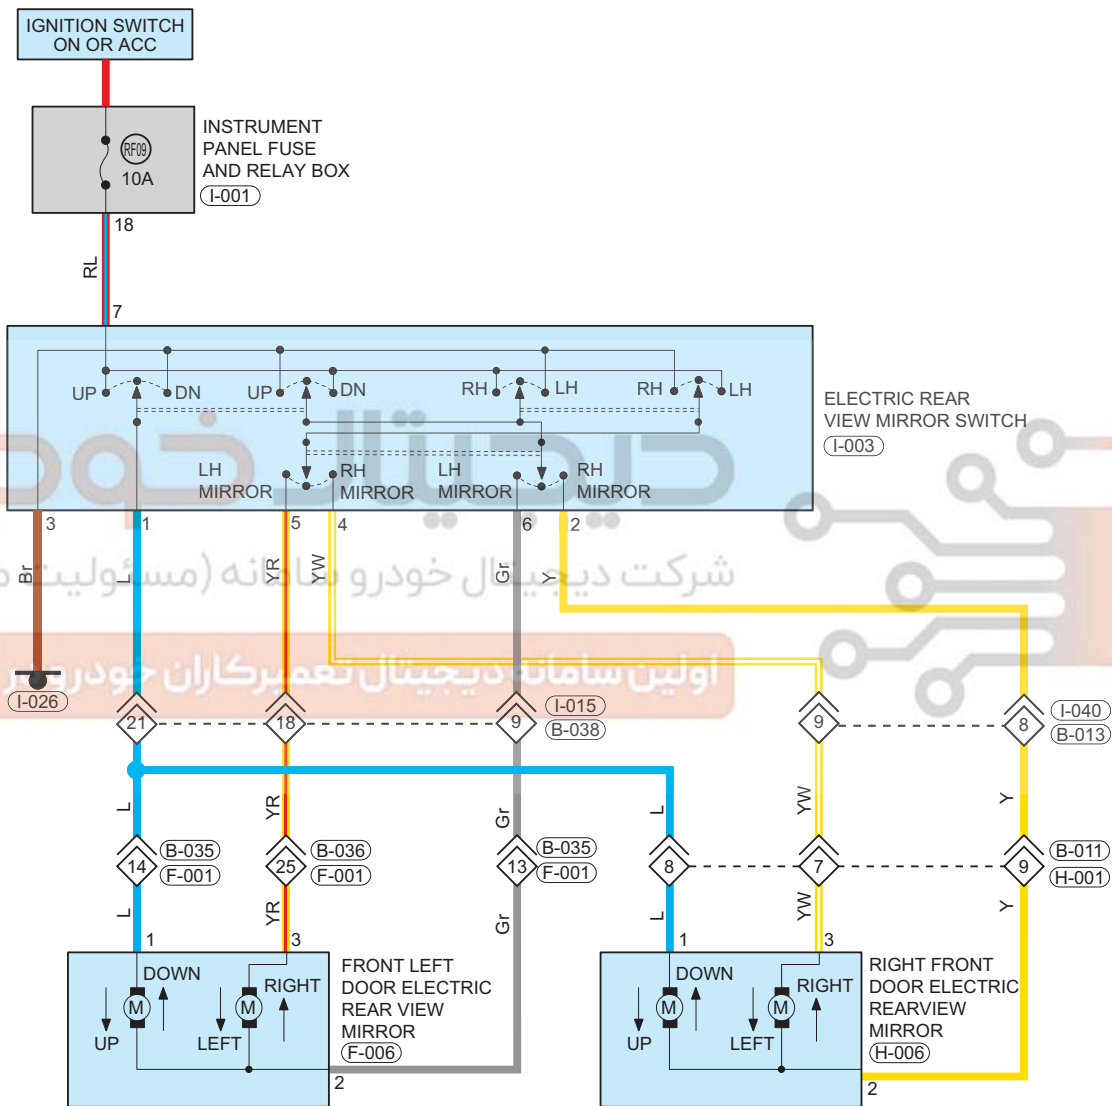 IGNITION SWITCH
ON OR ACC
RF09
10A
INSTRUMENT
PANEL FUSE
AND RELAY BOX
I-001
18
RL
7
UP
DN
UP
DN
RH
LH
RH
LH
ELECTRIC REAR
VIEW MIRROR SWITCH
I-003
LH
MIRROR
RH
MIRROR
LH
MIRROR
RH
MIRROR
دیجیتال خودرو
3
1
5
4
6
2
Br
L
YR
YW
Gr
Y
شرکت دیجیتال خودرو سامانه (مسئولیت
اولین سامانه دیجیتال تعمیرکاران خودرو در
I-026
21
18
9
I-015
B-038
9
8
I-040
B-013
L
YR
Gr
L
YW
Y
14
B-035
F-001
25
B-036
F-001
13
B-035
F-001
8
7
9
B-011
H-001
L
YR
Gr
L
YW
Y
1
3
1
3
DOWN
M
UP
RIGHT
M
LEFT
FRONT LEFT
DOOR ELECTRIC
REAR VIEW
MIRROR
F-006
2
DOWN
M
UP
RIGHT
M
LEFT
RIGHT FRONT
DOOR ELECTRIC
REARVIEW
MIRROR
H-006
2